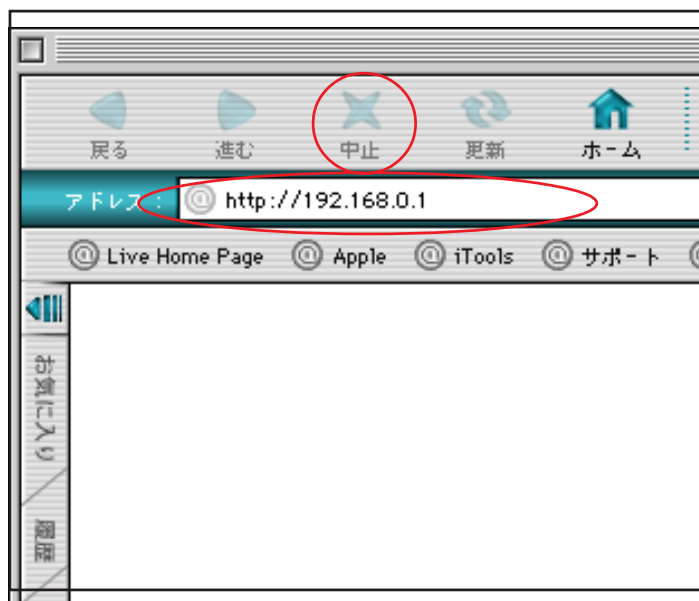 戻る 進む 中止 更新 ホーム
アドレス : http://192.168.0.1
Live Home Page Apple iTools サポート
お気に入り
履歴